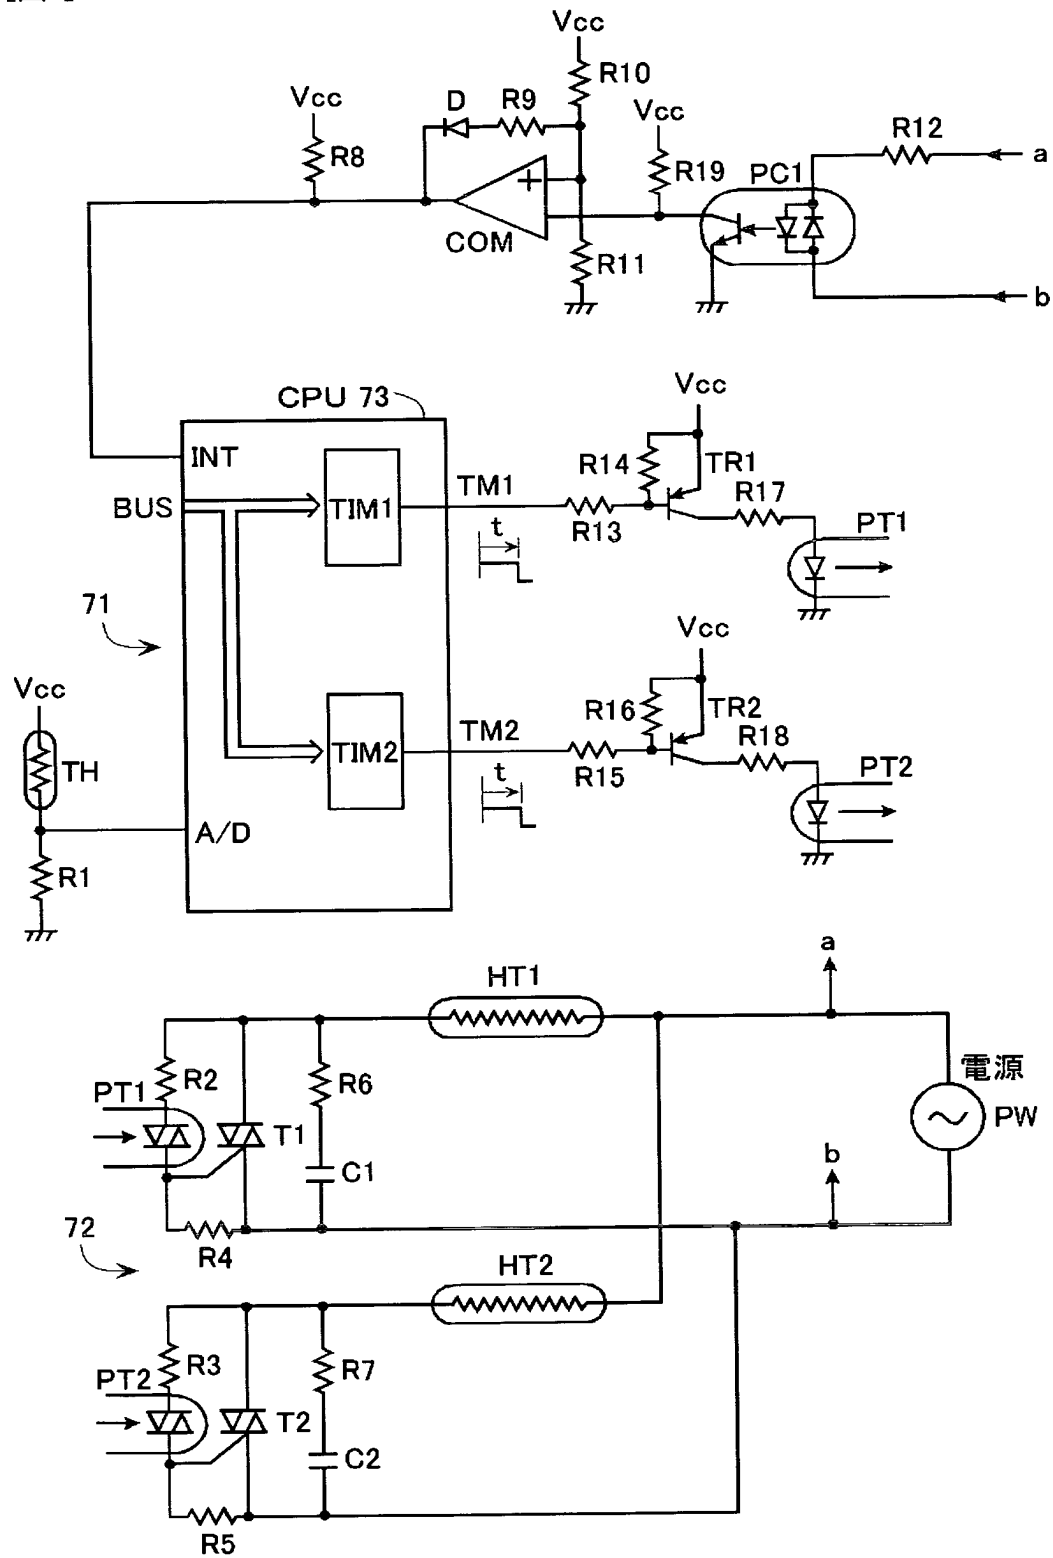 Vcc
R10
D
R9
Vcc
Vcc
R12
a
R8
R19
PC1
+
COM
R11
b
CPU 73
Vcc
INT
R14
TR1
BUS
TIM1
TM1
R17
R13
PT1
t
71
Vcc
Vcc
R16
TR2
TM2
R18
TH
TIM2
R15
PT2
t
A/D
R1
a
HT1
電源
R2
R6
PT1
PW
T1
b
C1
72
R4
HT2
R3
R7
PT2
T2
C2
R5